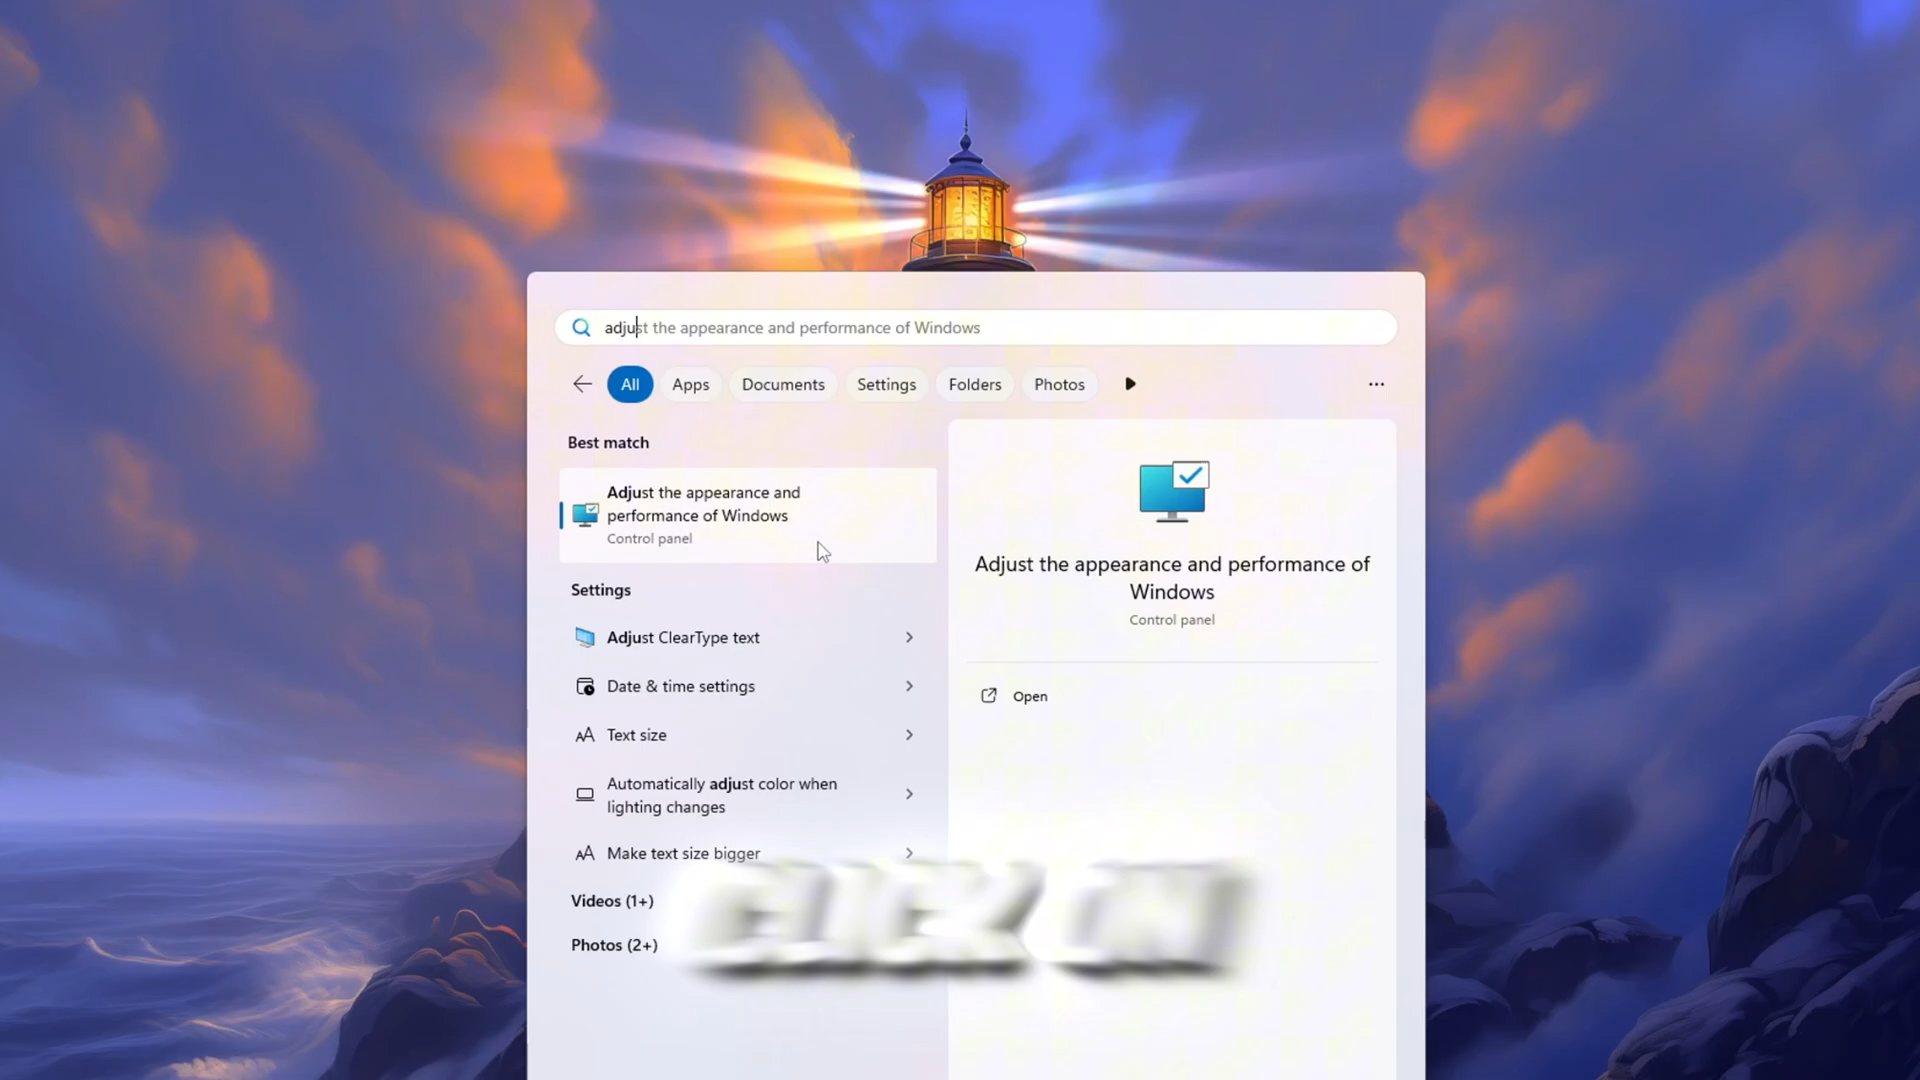 adjust the appearance and performance of Windows
All Apps Documents Settings Folders Photos
Best match
Adjust the appearance and
performance of Windows
Control panel
Settings
Adjust ClearType text
Date & time settings
Text size
Automatically adjust color when
lighting changes
Make text size bigger
Videos (1+)
Photos (2+)
Adjust the appearance and performance of
Windows
Control panel
Open
CLICK ON